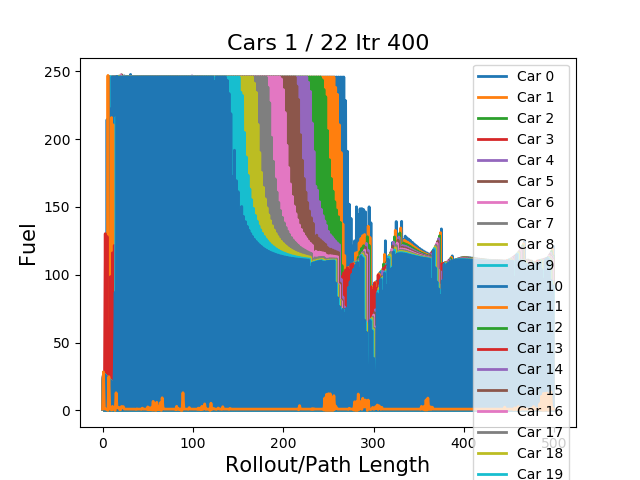 Cars 1 / 22 Itr 400
Fuel
250
200
150
100
50
0
0
100
200
300
400
500
Rollout/Path Length
Car 0
Car 1
Car 2
Car 3
Car 4
Car 5
Car 6
Car 7
Car 8
Car 9
Car 10
Car 11
Car 12
Car 13
Car 14
Car 15
Car 16
Car 17
Car 18
Car 19